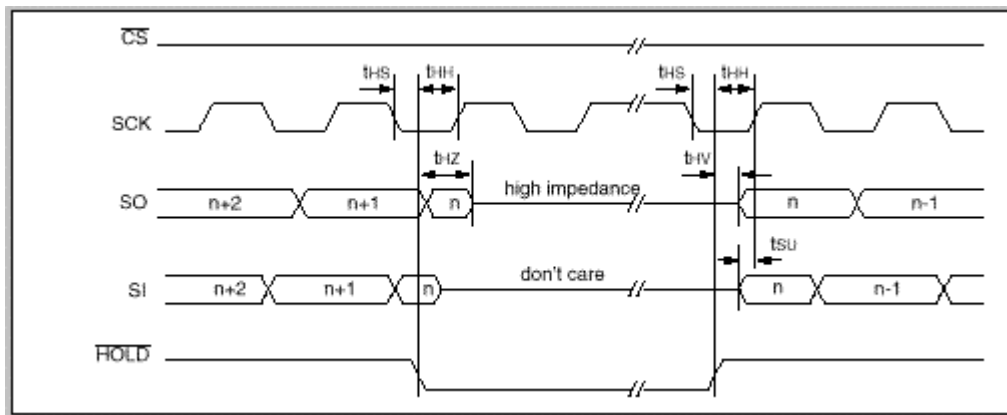 CS
tHS tHH tHS tHH
SCK
tHZ tHV
SO n+2 n+1 n high impedance n n-1
tSU
SI n+2 n+1 n don't care n n-1
HOLD